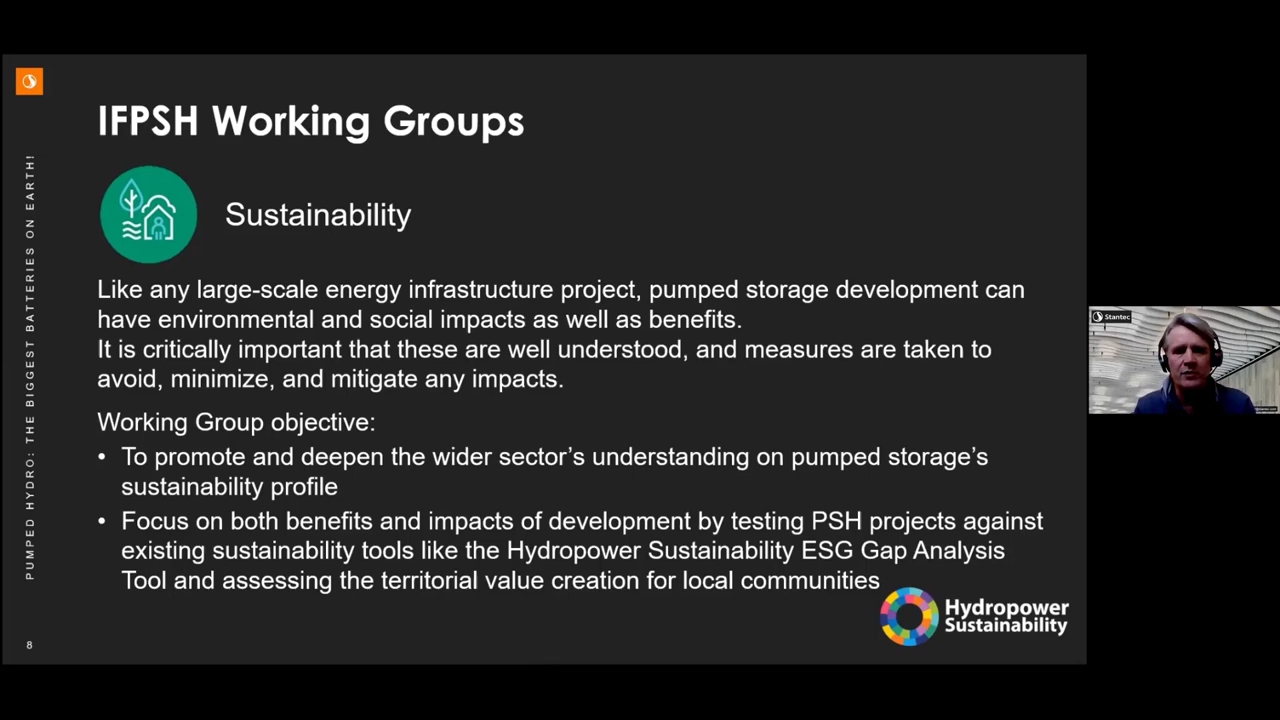 IFPSH Working Groups
Sustainability
Like any large-scale energy infrastructure project, pumped storage development can
have environmental and social impacts as well as benefits.
It is critically important that these are well understood, and measures are taken to
avoid, minimize, and mitigate any impacts.
Working Group objective:
• To promote and deepen the wider sector's understanding on pumped storage's
sustainability profile
• Focus on both benefits and impacts of development by testing PSH projects against
existing sustainability tools like the Hydropower Sustainability ESG Gap Analysis
Tool and assessing the territorial value creation for local communities
Hydropower
Sustainability
PUMPED HYDRO: THE BIGGEST BATTERIES ON EARTH!
8
Stantec